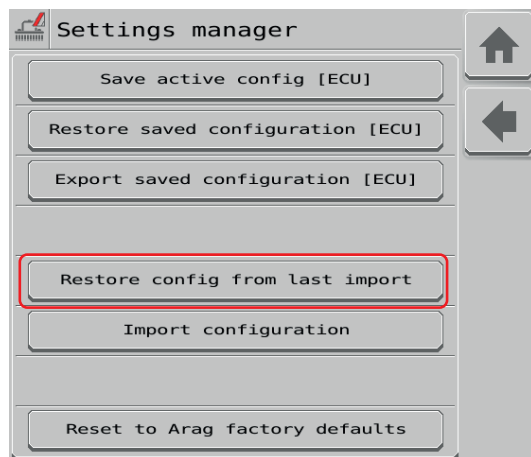 Settings manager
Save active config [ECU]
Restore saved configuration [ECU]
Export saved configuration [ECU]
Restore config from last import
Import configuration
Reset to Arag factory defaults